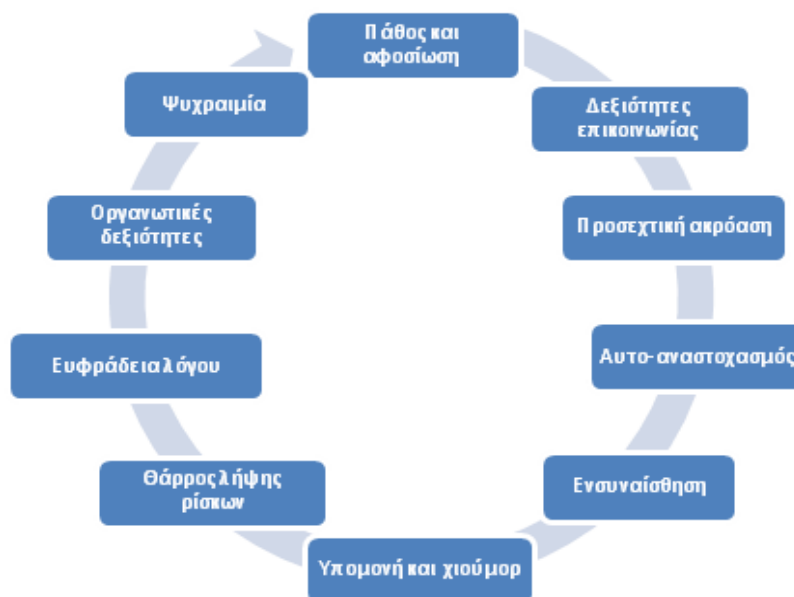 Πάθος και
αφοσίωση
Δεξιότητες
επικοινωνίας
Προσεχτική ακρόαση
Αυτο-αναστοχασμός
Ενσυναίσθηση
Υπομονή και χιούμορ
Θάρρος λήψης
ρίσκων
Ευφράδεια λόγου
Οργανωτικές
δεξιότητες
Ψυχραιμία